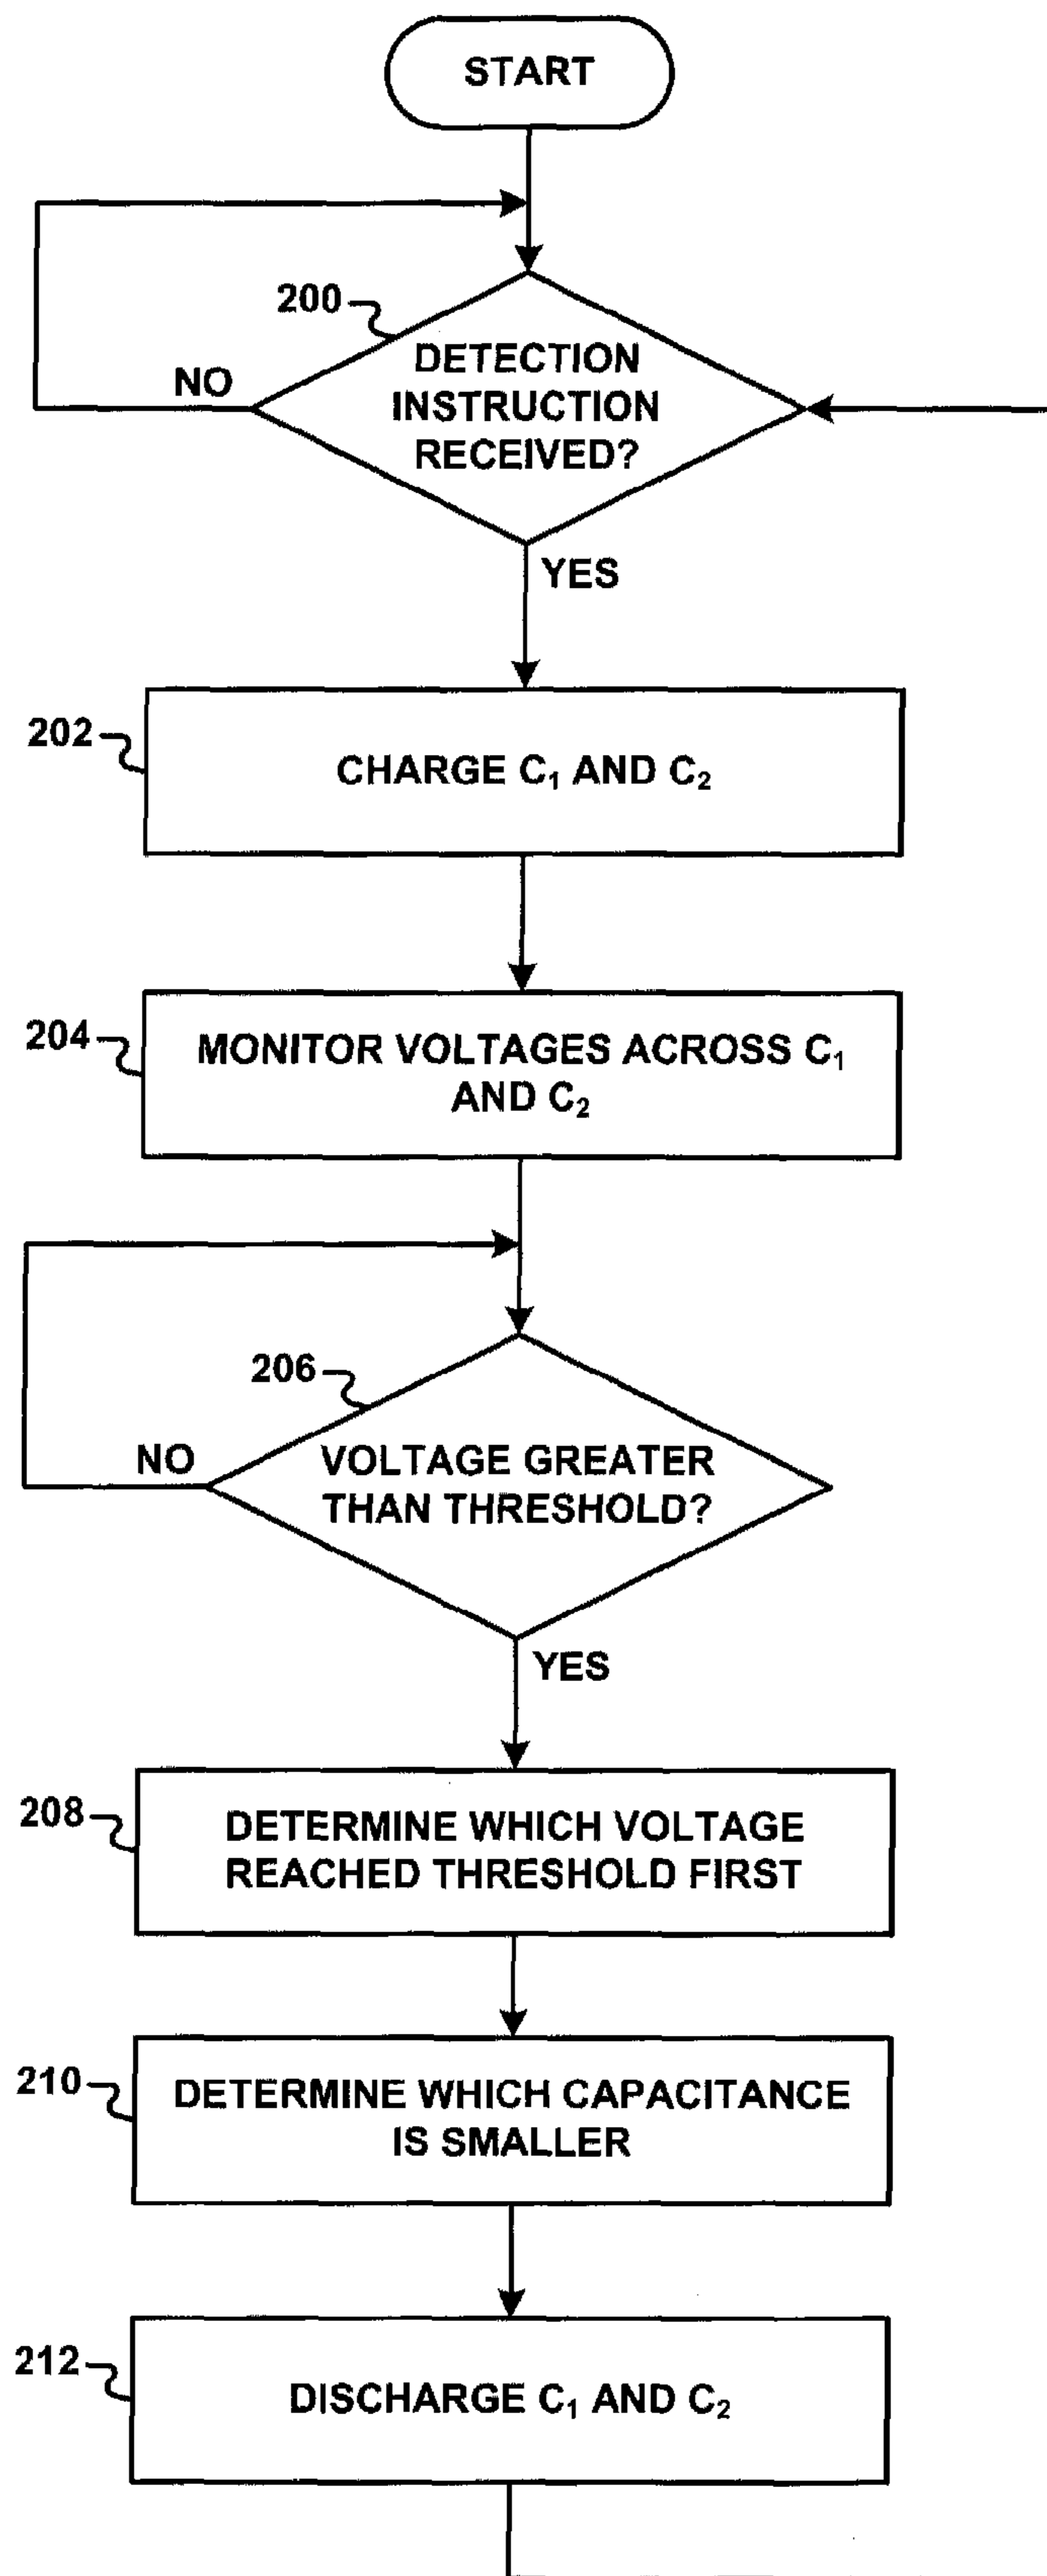 START
200
DETECTION
INSTRUCTION
RECEIVED?
NO
YES
202
CHARGE C₁ AND C₂
204
MONITOR VOLTAGES ACROSS C₁
AND C₂
206
VOLTAGE GREATER
THAN THRESHOLD?
NO
YES
208
DETERMINE WHICH VOLTAGE
REACHED THRESHOLD FIRST
210
DETERMINE WHICH CAPACITANCE
IS SMALLER
212
DISCHARGE C₁ AND C₂